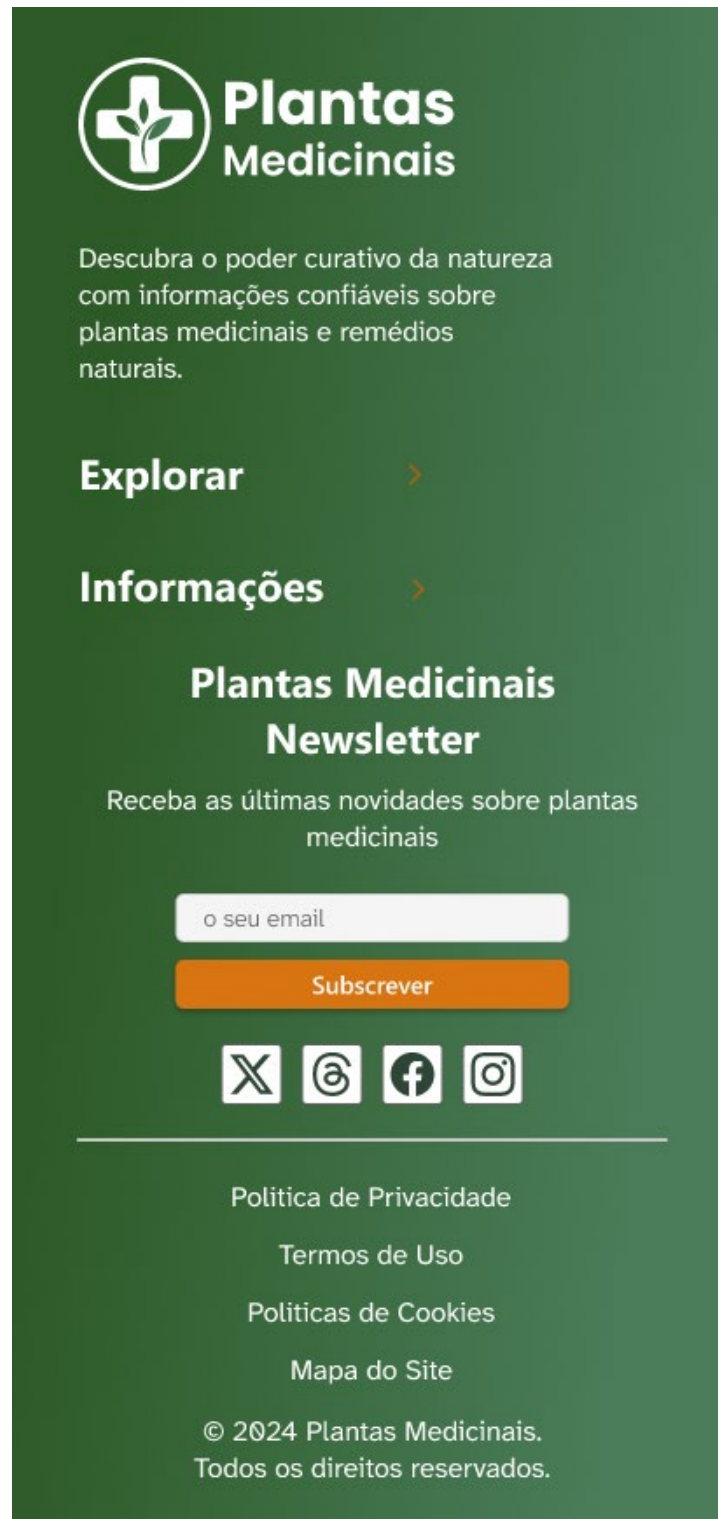 Plantas
Medicinais
Descubra o poder curativo da natureza
com informações confiáveis sobre
plantas medicinais e remédios
naturais.
Explorar
Informações
Plantas Medicinais
Newsletter
Receba as últimas novidades sobre plantas
medicinais
o seu email
Subscrever
Politica de Privacidade
Termos de Uso
Politicas de Cookies
Mapa do Site
© 2024 Plantas Medicinais.
Todos os direitos reservados.